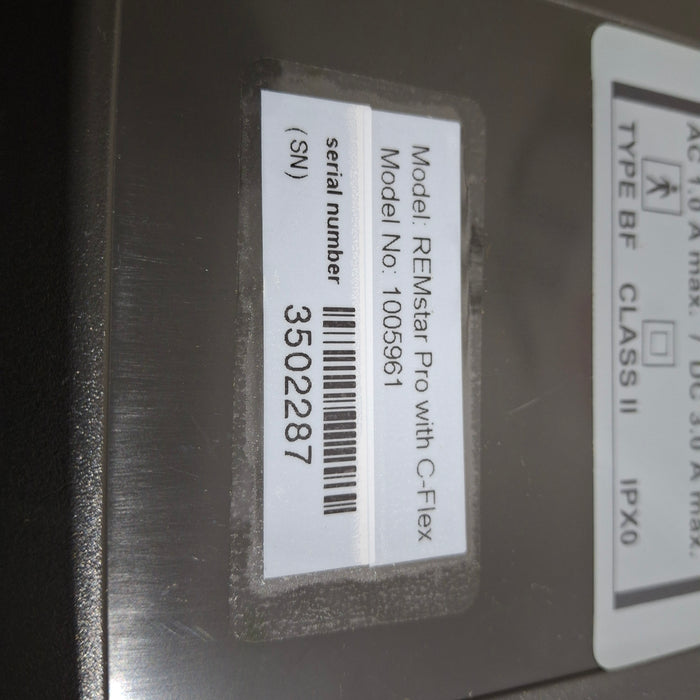 Model: REMstar Pro with C-Flex
Model No: 1005961
serial number
(SN)
3502287
AC 1.0 A max. / DC 3.0 A max.
TYPE BF CLASS II IPX0